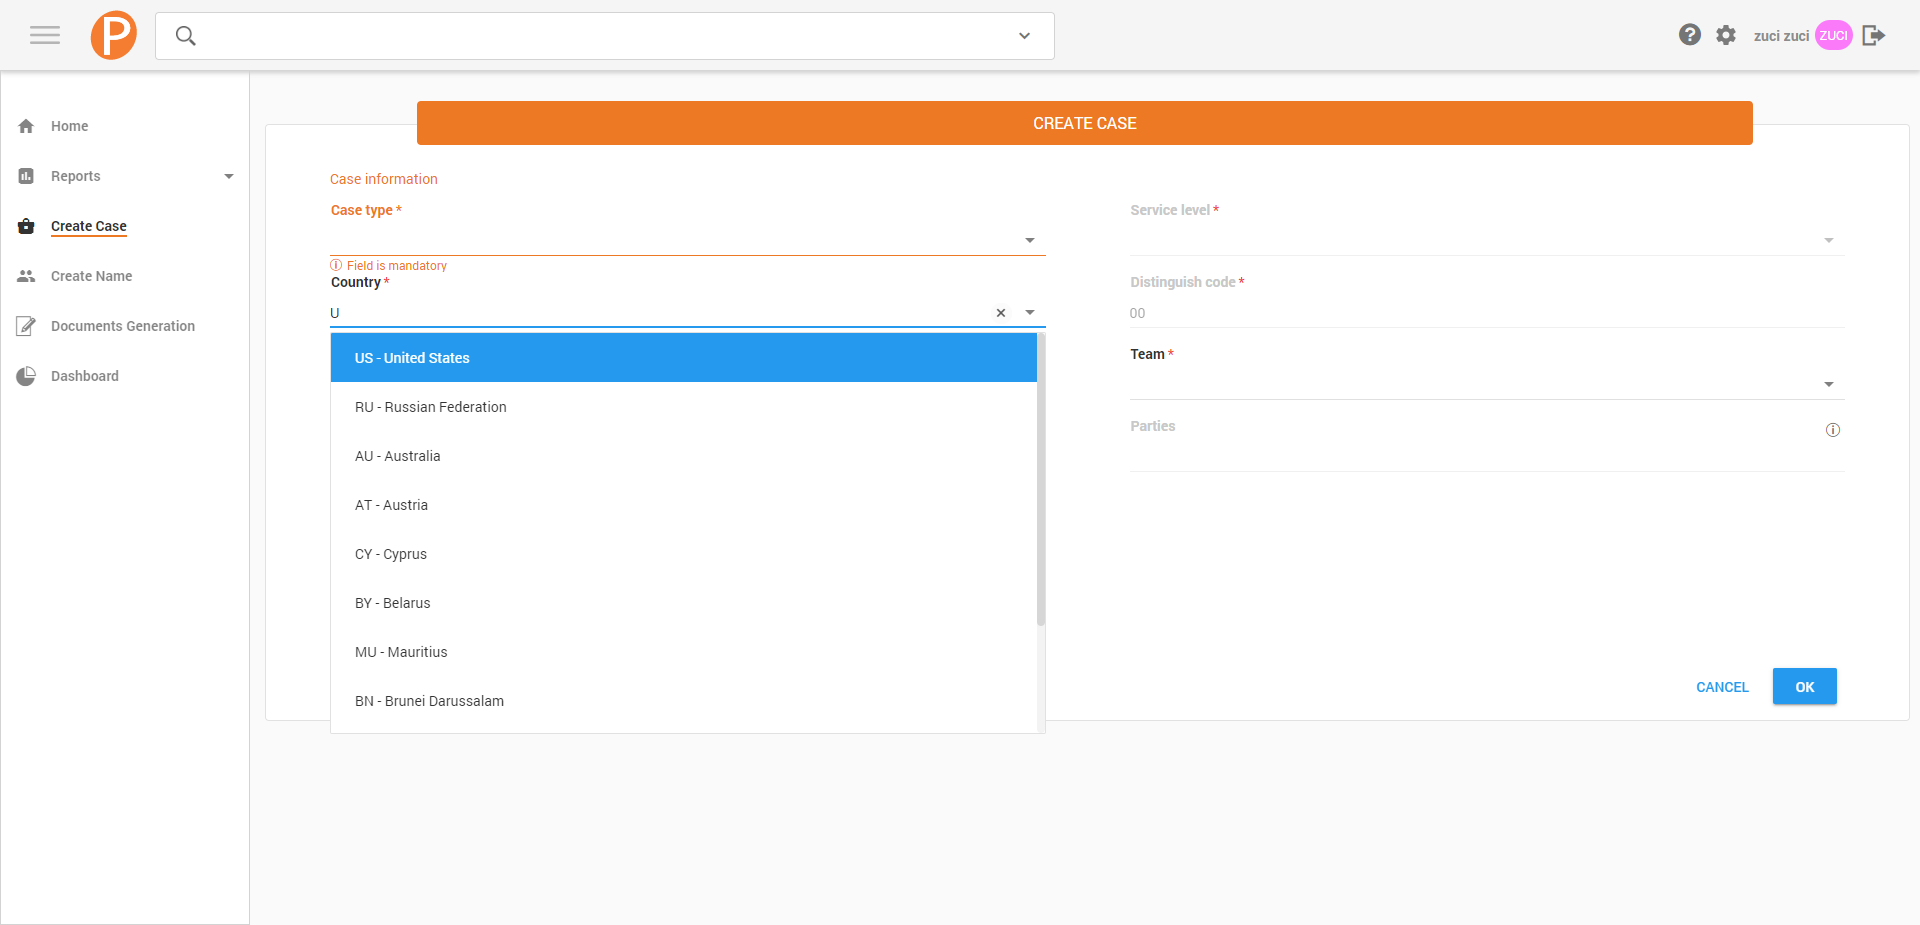 P
zuci zuci ZUCI
Home
Reports
Create Case
Create Name
Documents Generation
Dashboard
CREATE CASE
Case information
Case type *
Field is mandatory
Country *
U
US - United States
RU - Russian Federation
AU - Australia
AT - Austria
CY - Cyprus
BY - Belarus
MU - Mauritius
BN - Brunei Darussalam
Service level *
Distinguish code *
00
Team *
Parties
CANCEL
OK